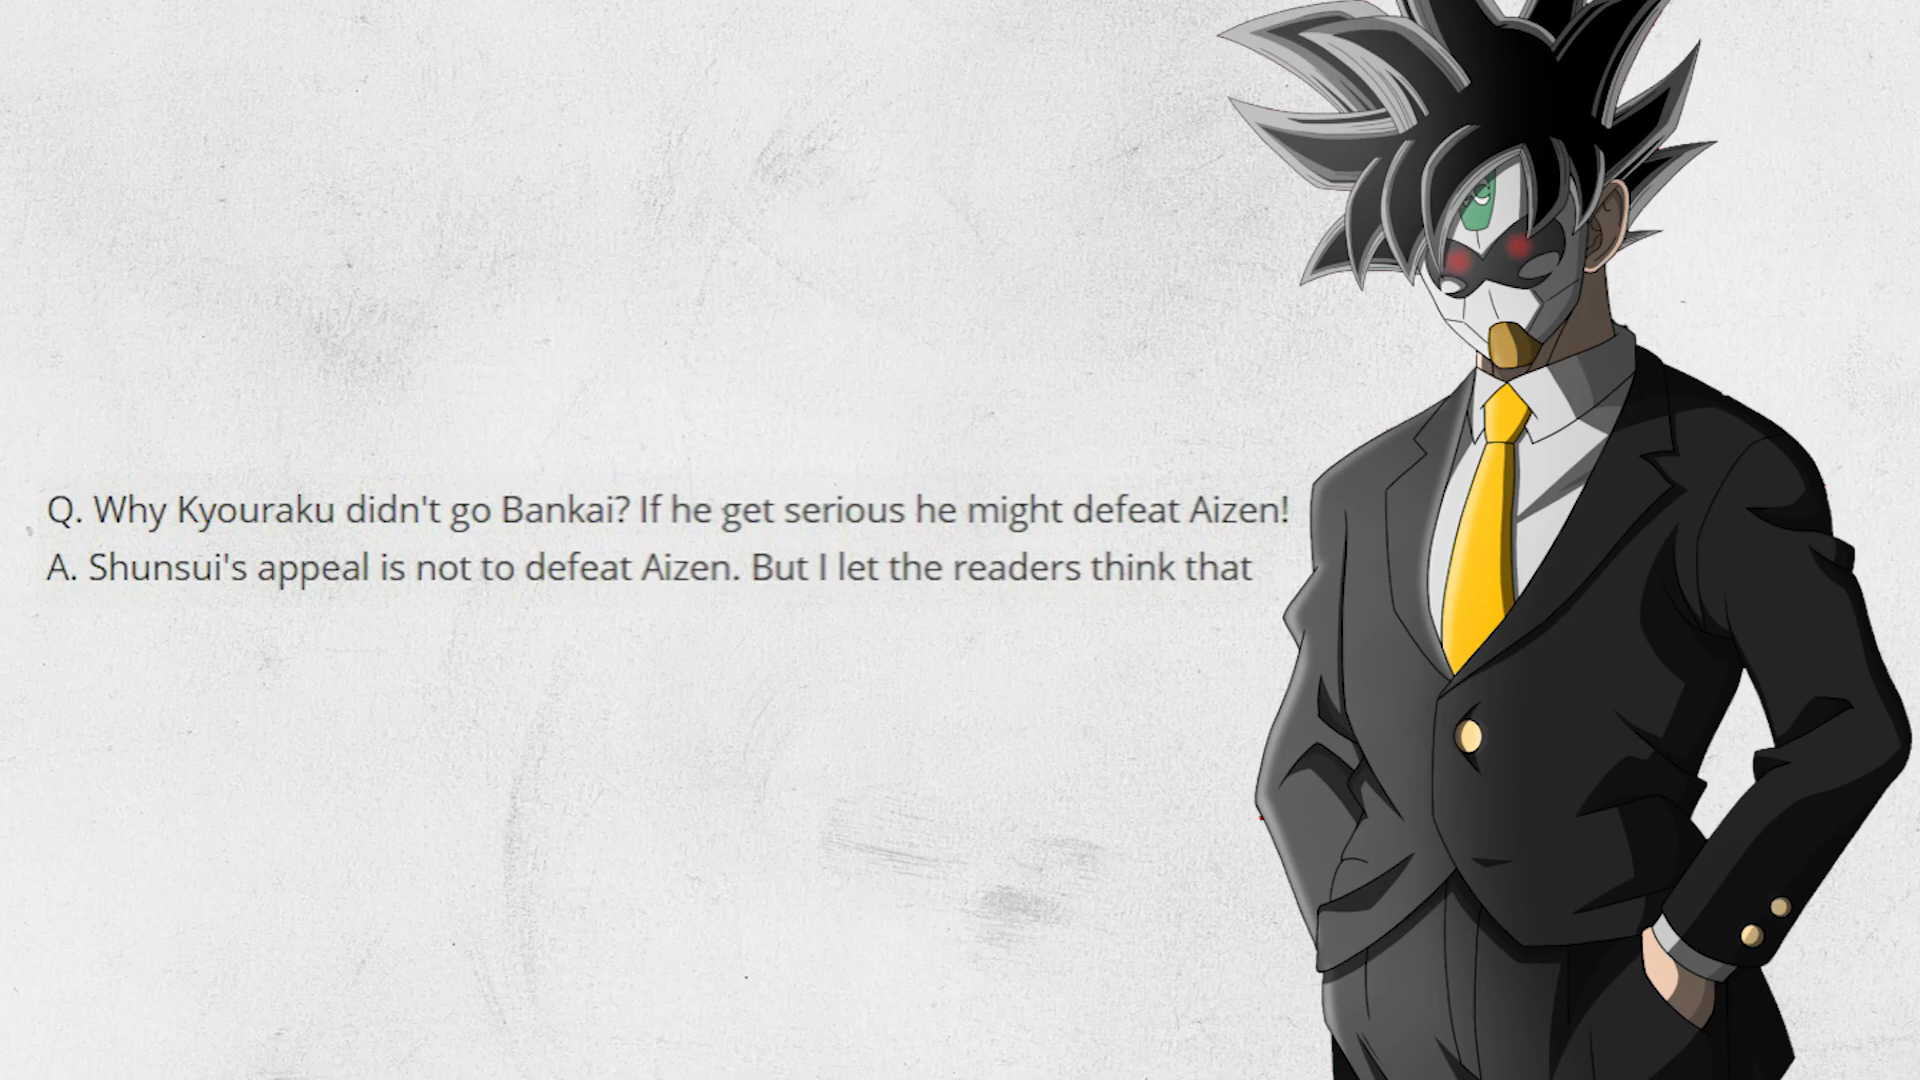 Q. Why Kyouraku didn't go Bankai? If he get serious he might defeat Aizen!
A. Shunsui's appeal is not to defeat Aizen. But I let the readers think that